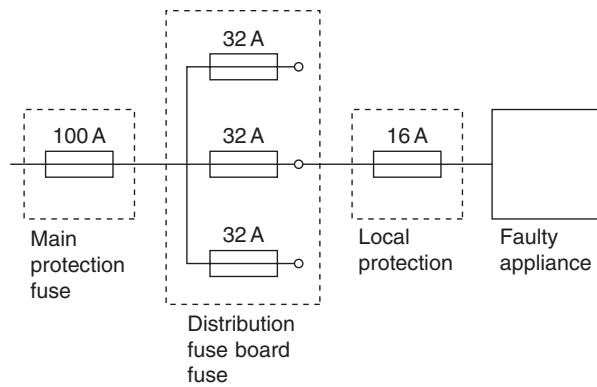 32 A
100 A
32 A
16 A
32 A
Main
protection
fuse
Local
protection
Faulty
appliance
Distribution
fuse board
fuse